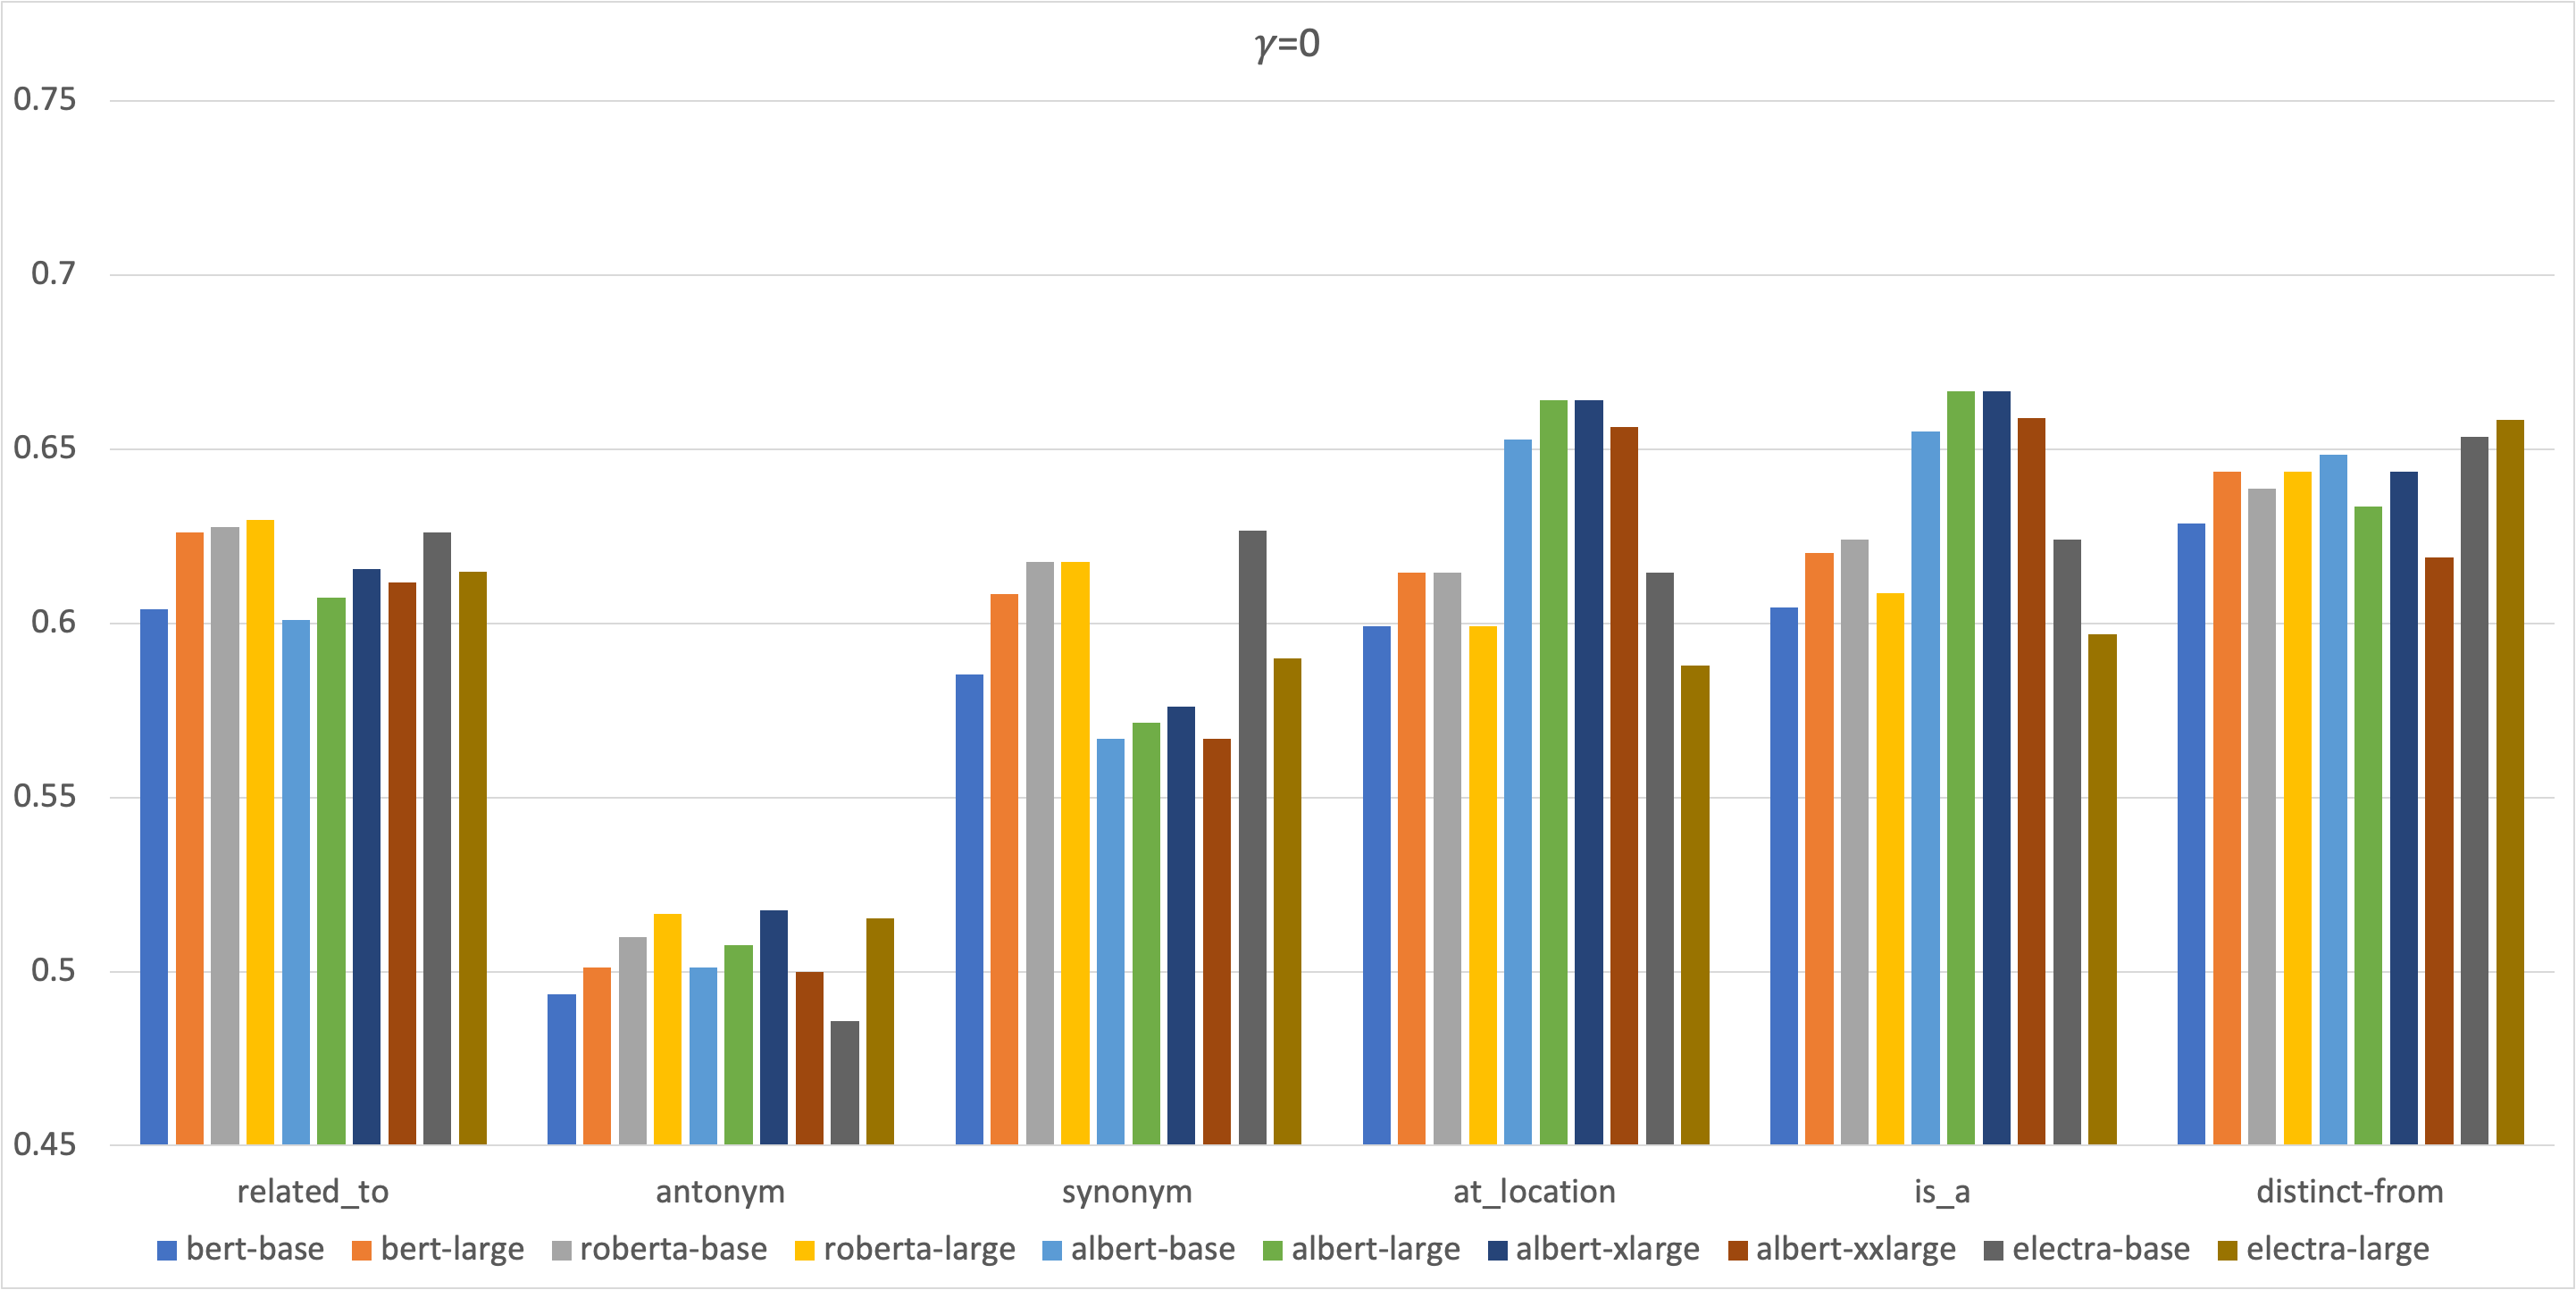 γ=0
0.75
0.7
0.65
0.6
0.55
0.5
0.45
related_to antonym synonym at_location is_a distinct-from
bert-base bert-large roberta-base roberta-large albert-base albert-large albert-xlarge albert-xxlarge electra-base electra-large